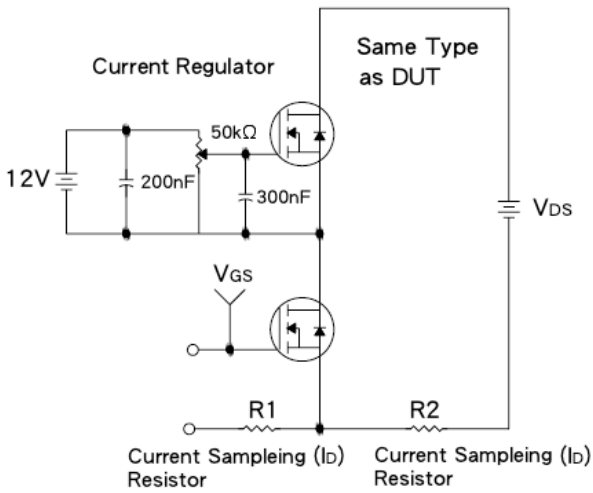 Same Type
as DUT
Current Regulator
50kΩ
12V
200nF
300nF
VDS
VGS
R1
R2
Current Sampleing (ID)
Resistor
Current Sampleing (ID)
Resistor